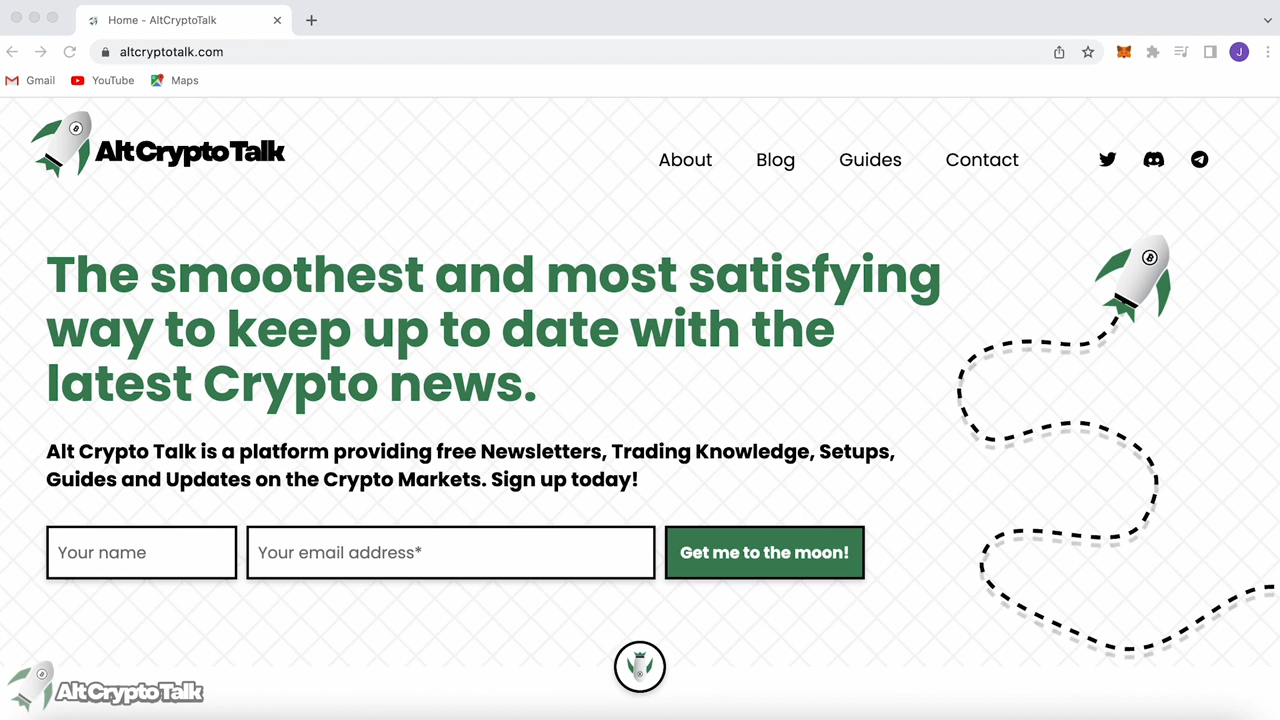 Home - AltCryptoTalk
altcryptotalk.com
J
Gmail
YouTube
Maps
Alt Crypto Talk
About
Blog
Guides
Contact
The smoothest and most satisfying
way to keep up to date with the
latest Crypto news.
Alt Crypto Talk is a platform providing free Newsletters, Trading Knowledge, Setups,
Guides and Updates on the Crypto Markets. Sign up today!
Your name
Your email address*
Get me to the moon!
Alt Crypto Talk